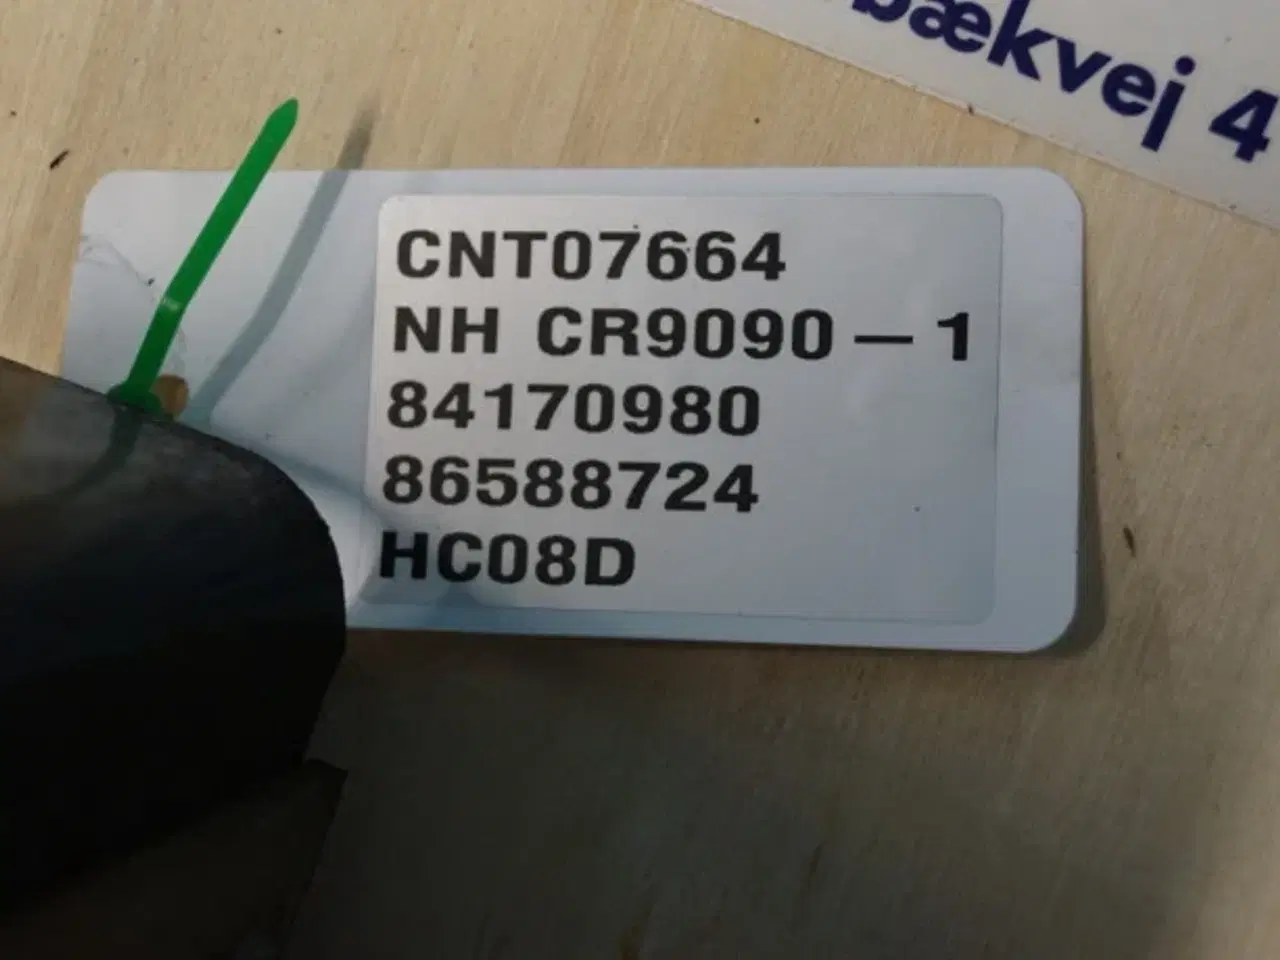 bækvej 4
CNT07664
NH CR9090 – 1
84170980
86588724
HC08D